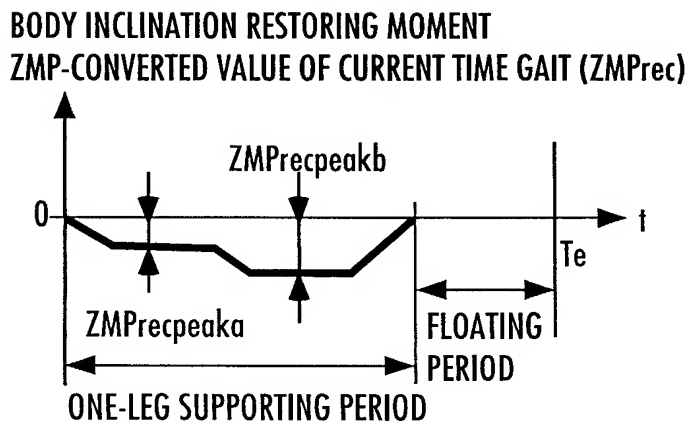 BODY INCLINATION RESTORING MOMENT
ZMP-CONVERTED VALUE OF CURRENT TIME GAIT (ZMPrec)
ZMPrecpeakb
0
t
Te
ZMPrecpeaka
FLOATING
PERIOD
ONE-LEG SUPPORTING PERIOD